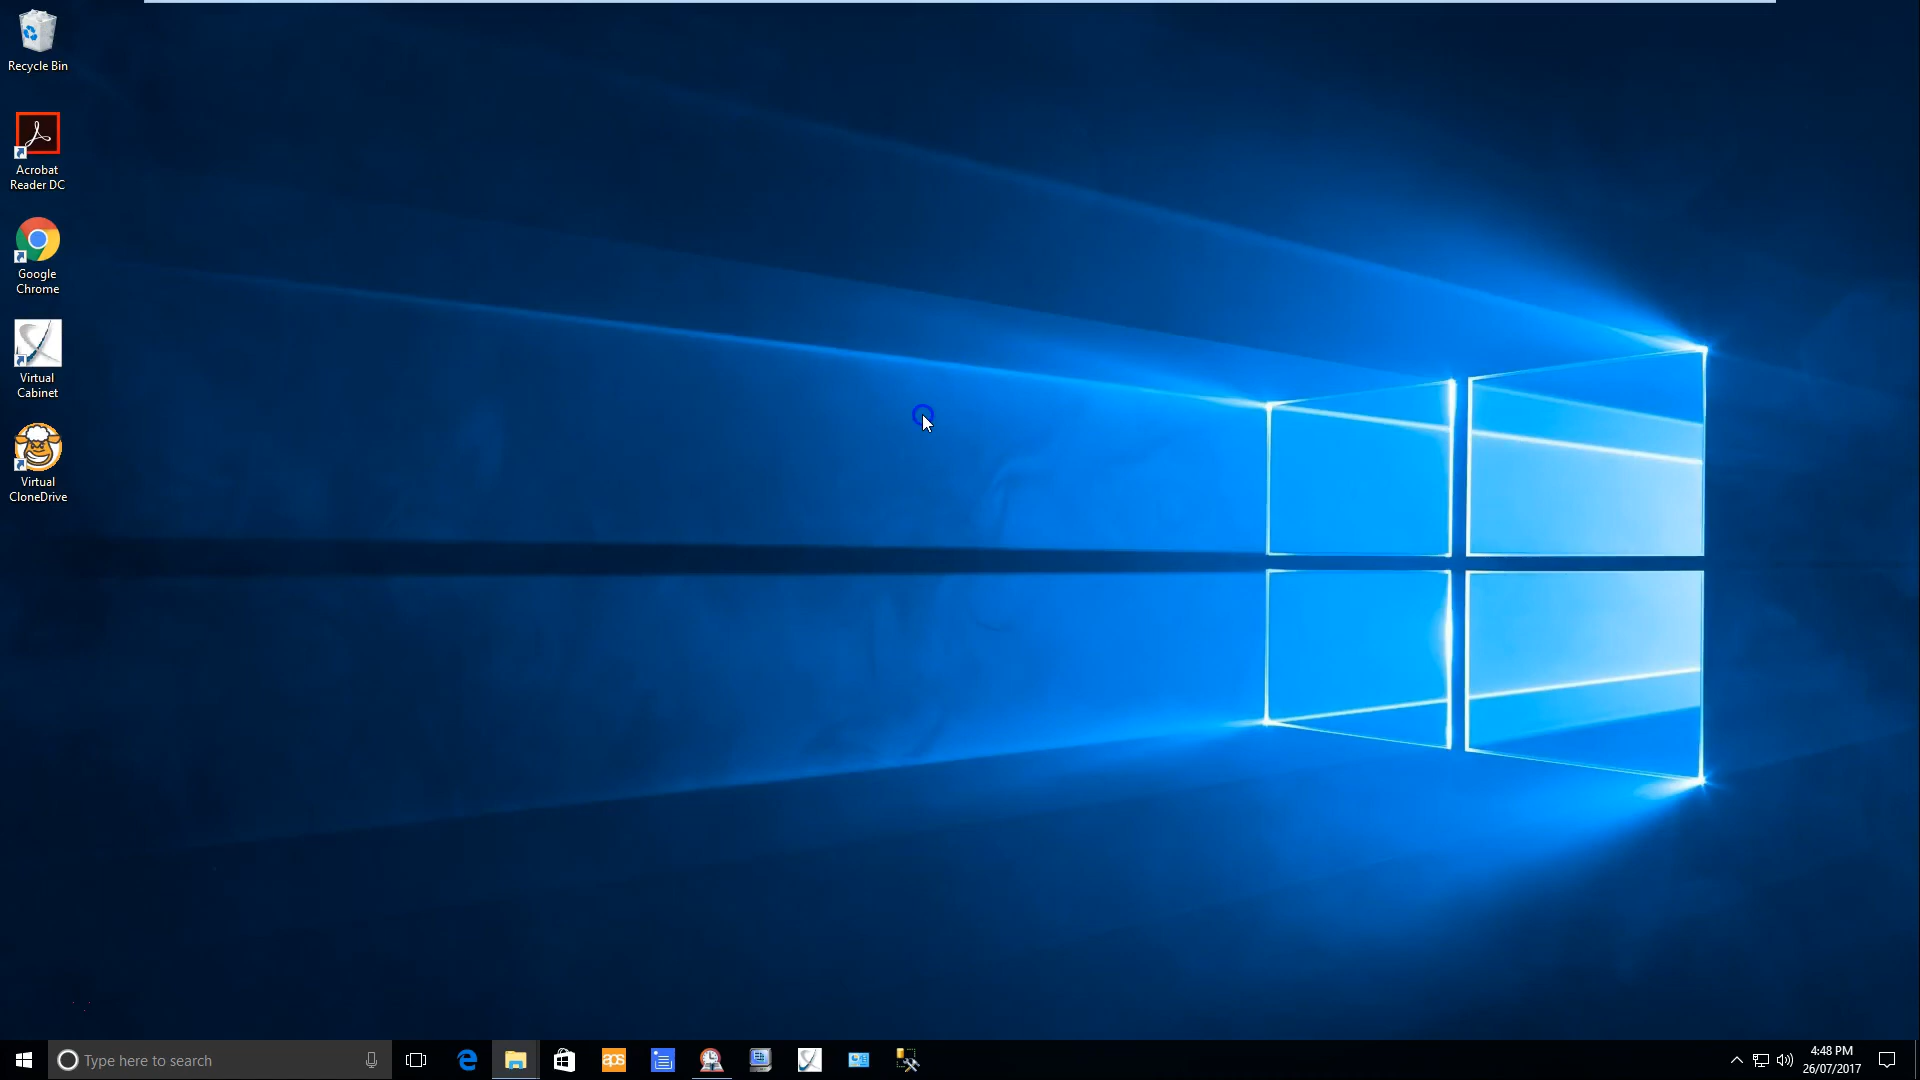 Recycle Bin
Acrobat
Reader DC
Google
Chrome
Virtual
Cabinet
Virtual
CloneDrive
Type here to search
aps
4:48 PM
26/07/2017